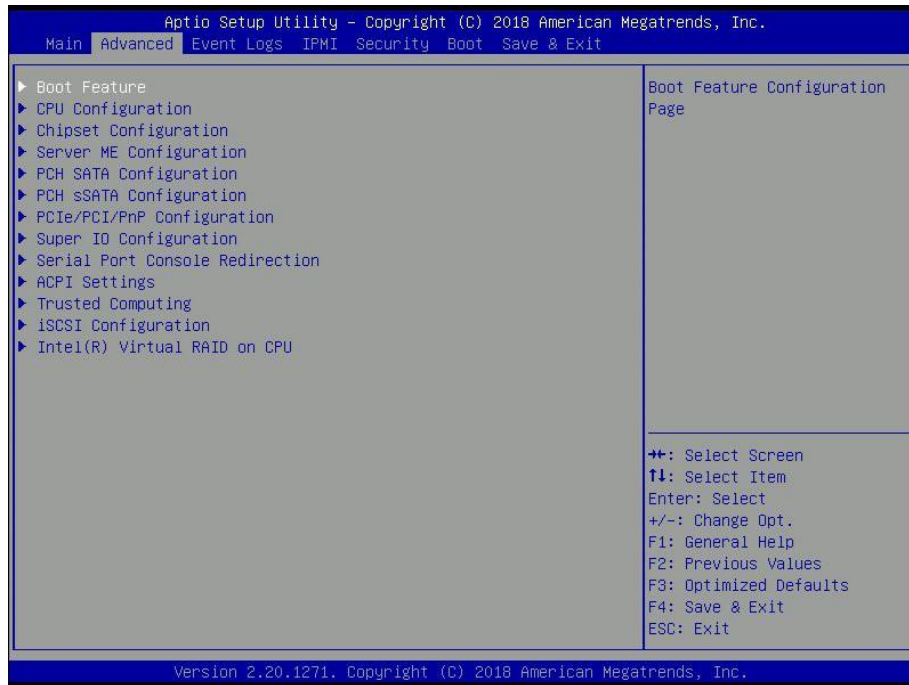 Aptio Setup Utility – Copyright (C) 2018 American Megatrends, Inc.
Main Advanced Event Logs IPMI Security Boot Save & Exit
▶ Boot Feature
▶ CPU Configuration
▶ Chipset Configuration
▶ Server ME Configuration
▶ PCH SATA Configuration
▶ PCH sSATA Configuration
▶ PCIe/PCI/PnP Configuration
▶ Super IO Configuration
▶ Serial Port Console Redirection
▶ ACPI Settings
▶ Trusted Computing
▶ iSCSI Configuration
▶ Intel(R) Virtual RAID on CPU
Boot Feature Configuration
Page
→←: Select Screen
↑↓: Select Item
Enter: Select
+/-: Change Opt.
F1: General Help
F2: Previous Values
F3: Optimized Defaults
F4: Save & Exit
ESC: Exit
Version 2.20.1271. Copyright (C) 2018 American Megatrends, Inc.